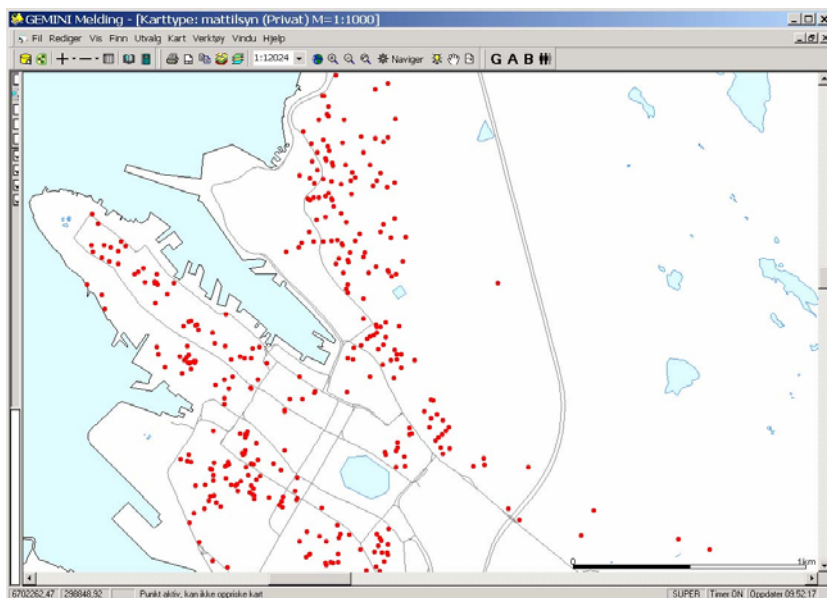 GEMINI Melding - [Karttype: mattilsyn (Privat) M=1:1000]
Fil Rediger Vis Finn Utvalg Kart Verktøy Vindu Hjelp
1:12024 Naviger G A B
1km
6702262,47 298848,92 Punkt aktiv, kan ikke oppriske kart SUPER Timer ON Oppdater 09:52:17